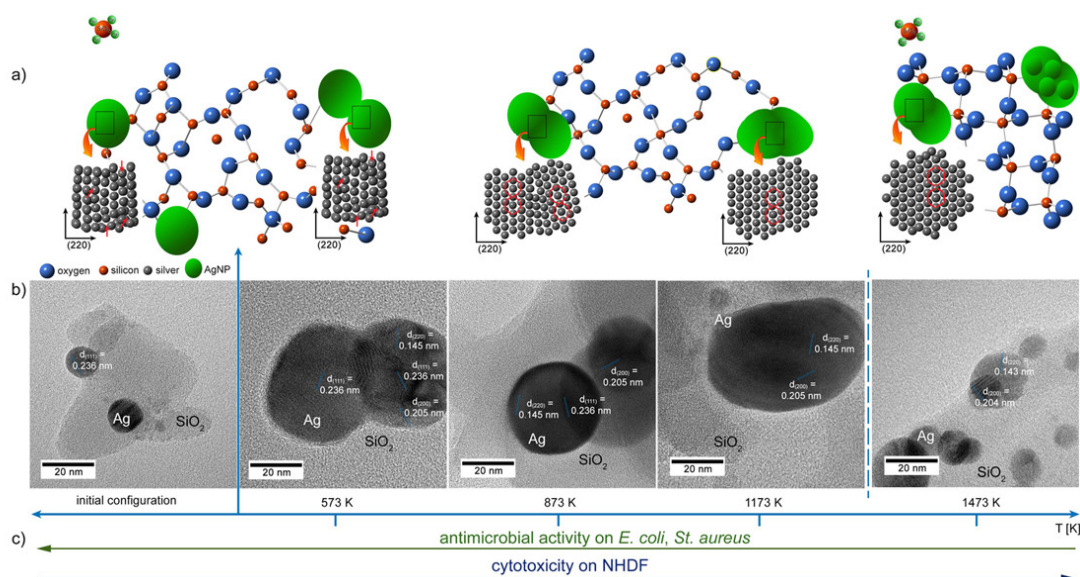 a)
(220)
(220)
(220)
(220)
(220)
oxygen silicon silver AgNP
b)
d(111) =
0.236 nm
Ag
SiO2
20 nm
d(111) =
0.236 nm
d(220) =
0.145 nm
d(111) =
0.236 nm
d(200) =
0.205 nm
Ag
SiO2
20 nm
d(200) =
0.205 nm
d(220) =
0.145 nm
d(111) =
0.236 nm
Ag
SiO2
20 nm
Ag
d(220) =
0.145 nm
d(200) =
0.205 nm
SiO2
20 nm
d(220) =
0.143 nm
d(200) =
0.204 nm
Ag
SiO2
20 nm
initial configuration 573 K 873 K 1173 K 1473 K
T [K]
c)
antimicrobial activity on E. coli, St. aureus
cytotoxicity on NHDF